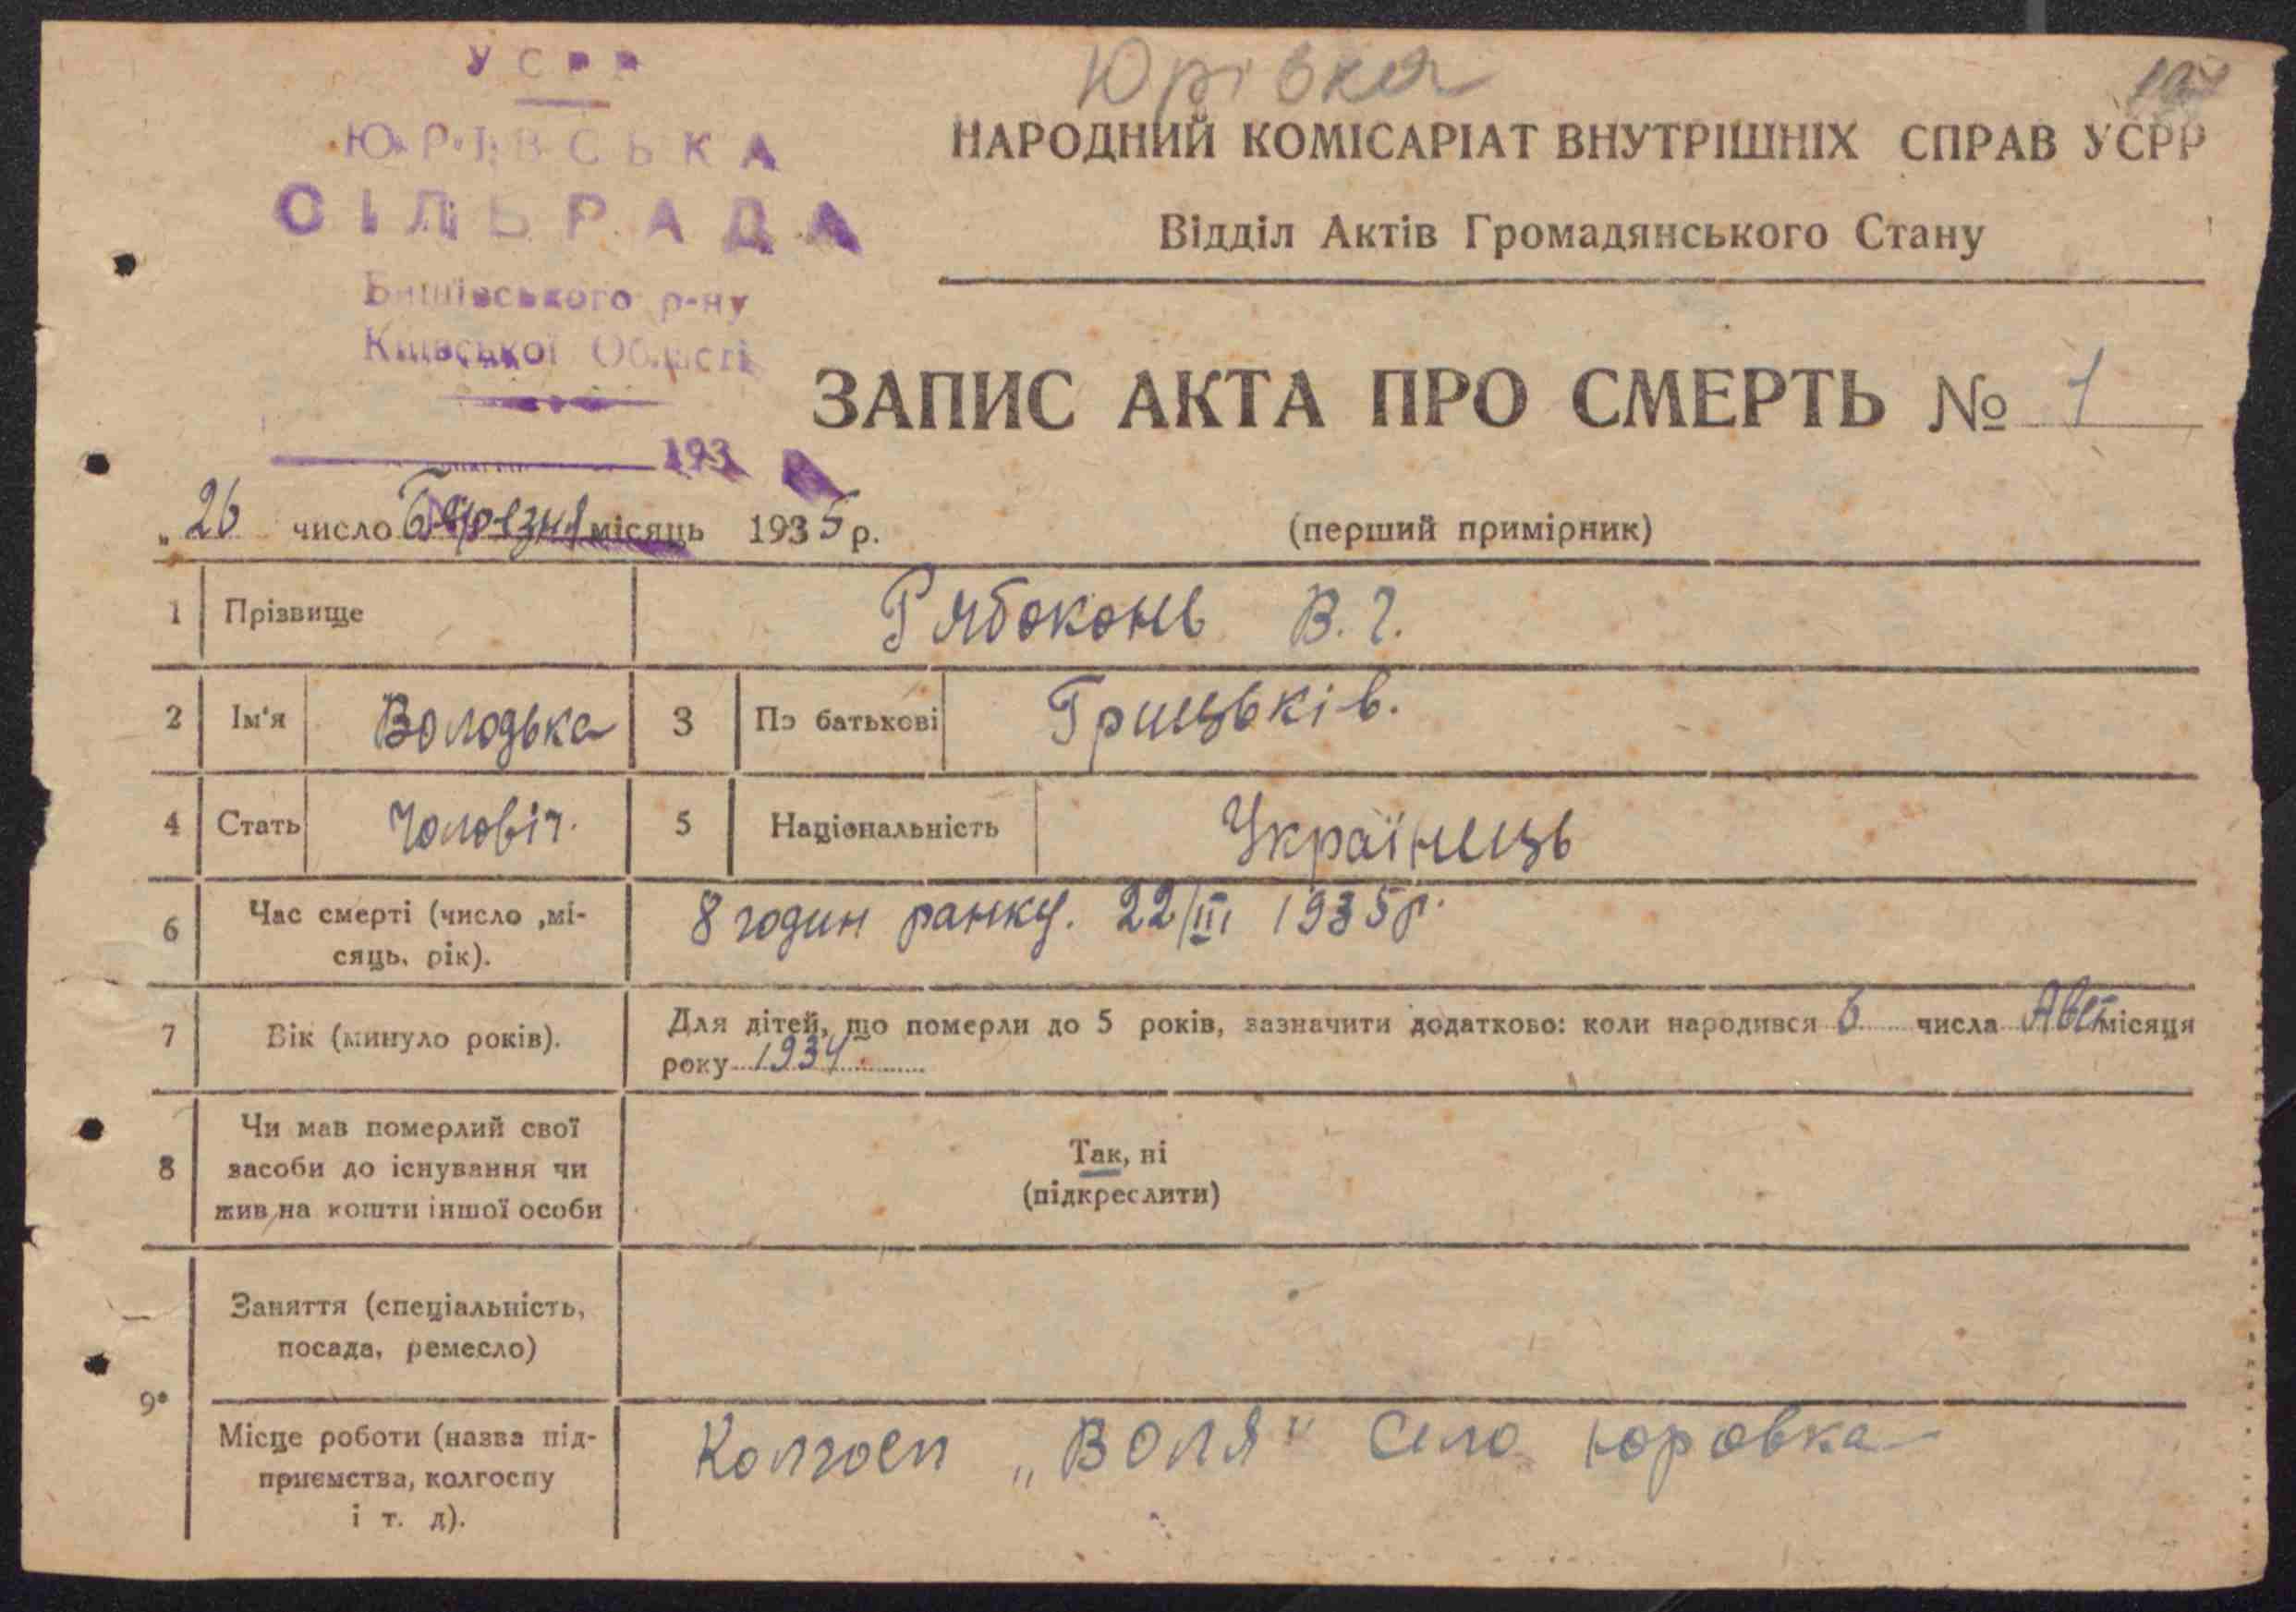 УСРР
ЮРІВСЬКА
СІЛЬРАДА
Бишівського р-ну
Київської Області
193
Юрівка
НАРОДНИЙ КОМІСАРІАТ ВНУТРІШНІХ СПРАВ УСРР
Відділ Актів Громадянського Стану
ЗАПИС АКТА ПРО СМЕРТЬ № 1
„ 26 число Березня місяць 1935 р.
(перший примірник)
1 Прізвище Рябоконь В. Г.
2 Ім'я Володька 3 По батькові Грицьків.
4 Стать Чоловіч. 5 Національність Українець
6 Час смерті (число ,мі-
сяць, рік).
8 годин ранку. 22/III 1935 р.
7 Вік (минуло років).
Для дітей, що померли до 5 років, зазначити додатково: коли народився 6 числа Авг місяця
року 1934
8 Чи мав померлий свої
засоби до існування чи
жив на кошти іншої особи
Так, ні
(підкреслити)
9•
Заняття (спеціальність,
посада, ремесло)
Місце роботи (назва під-
приємства, колгоспу
і т. д).
Колгосп „Воля" Село Юровка